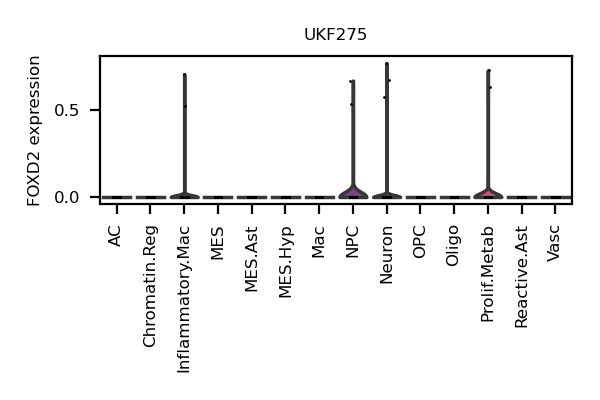 UKF275
FOXD2 expression
0.5
0.0
AC
Chromatin.Reg
Inflammatory.Mac
MES
MES.Ast
MES.Hyp
Mac
NPC
Neuron
OPC
Oligo
Prolif.Metab
Reactive.Ast
Vasc